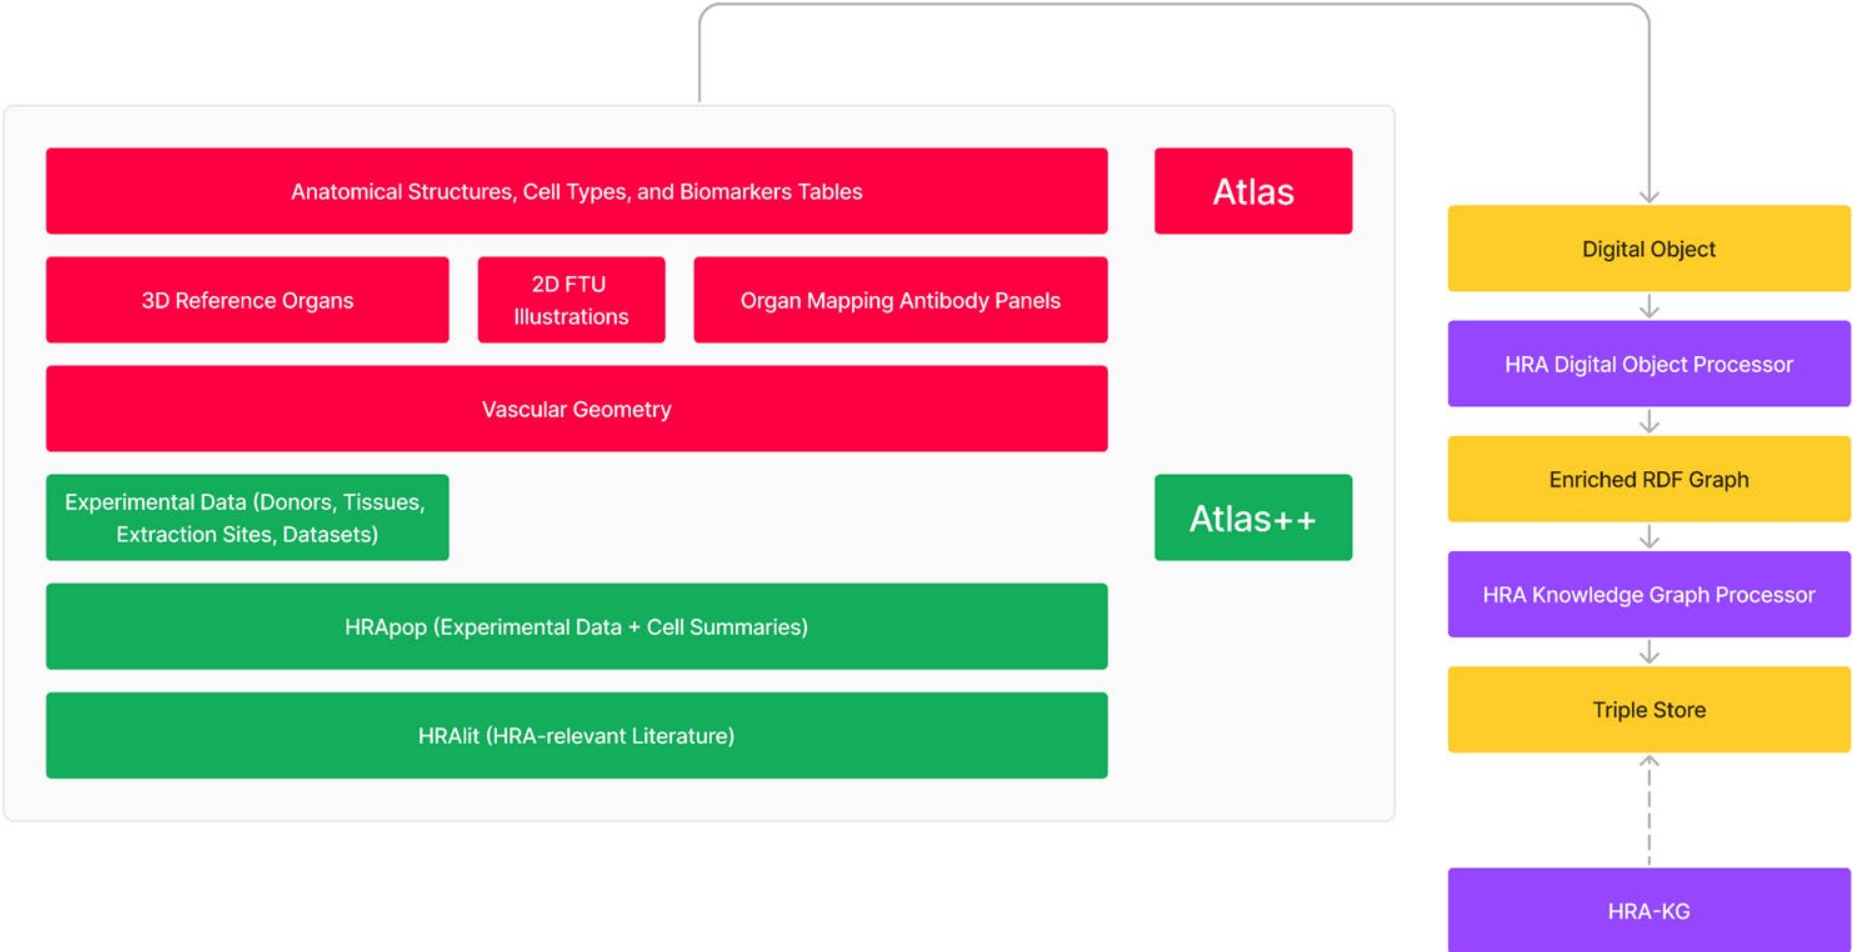 Anatomical Structures, Cell Types, and Biomarkers Tables
Atlas
3D Reference Organs
2D FTU
Illustrations
Organ Mapping Antibody Panels
Vascular Geometry
Experimental Data (Donors, Tissues,
Extraction Sites, Datasets)
Atlas++
HRApop (Experimental Data + Cell Summaries)
HRAlit (HRA-relevant Literature)
Digital Object
HRA Digital Object Processor
Enriched RDF Graph
HRA Knowledge Graph Processor
Triple Store
HRA-KG